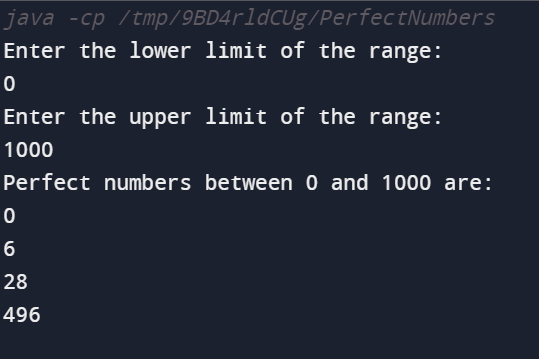 java -cp /tmp/9BD4rldCUg/PerfectNumbers
Enter the lower limit of the range:
0
Enter the upper limit of the range:
1000
Perfect numbers between 0 and 1000 are:
0
6
28
496